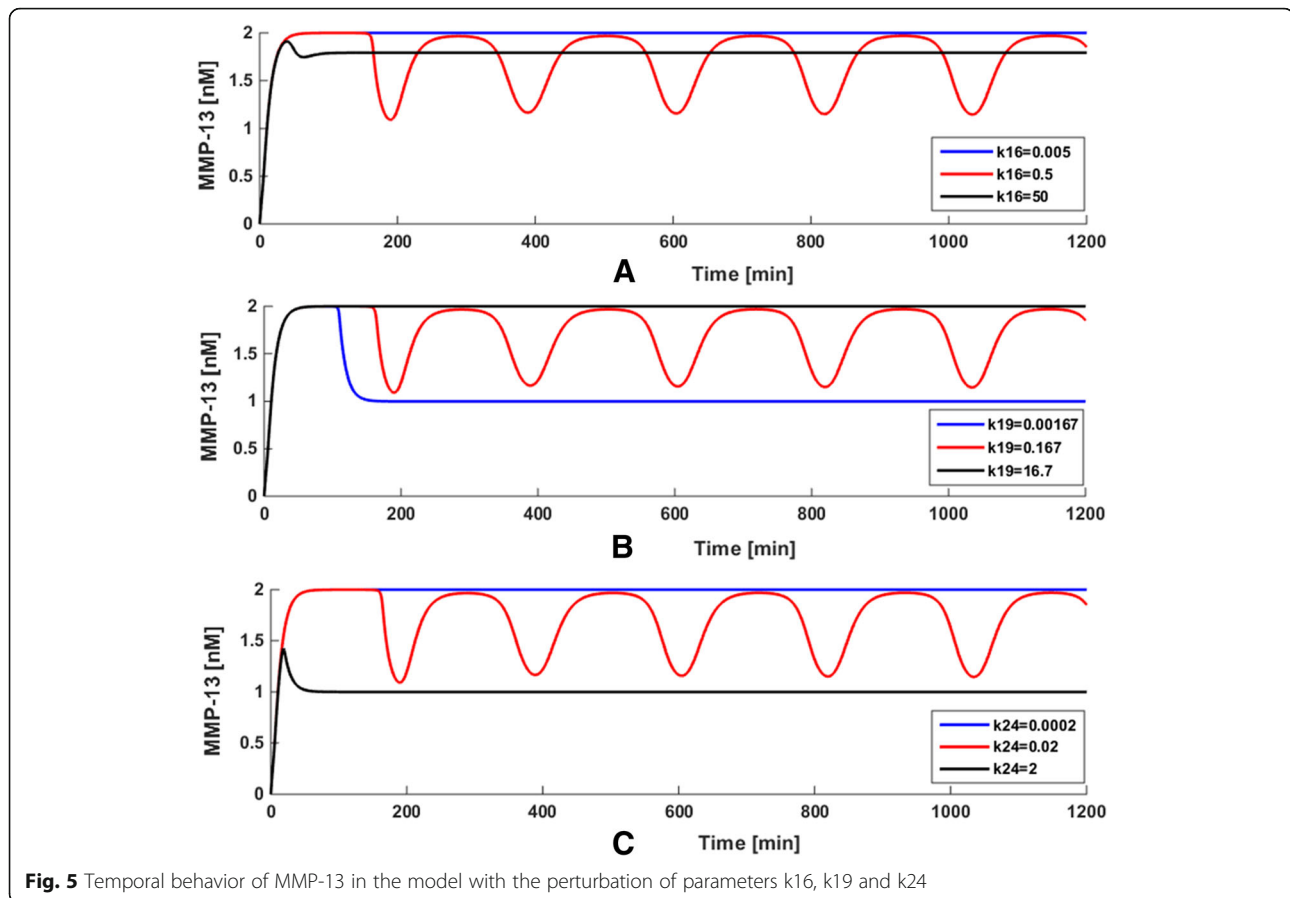 2
1.5
1
0.5
0
MMP-13 [nM]
k16=0.005
k16=0.5
k16=50
0 200 400 600 800 1000 1200
A
Time [min]
2
1.5
1
0.5
0
MMP-13 [nM]
k19=0.00167
k19=0.167
k19=16.7
0 200 400 600 800 1000 1200
B
Time [min]
2
1.5
1
0.5
0
MMP-13 [nM]
k24=0.0002
k24=0.02
k24=2
0 200 400 600 800 1000 1200
Time [min]
C
Fig. 5 Temporal behavior of MMP-13 in the model with the perturbation of parameters k16, k19 and k24